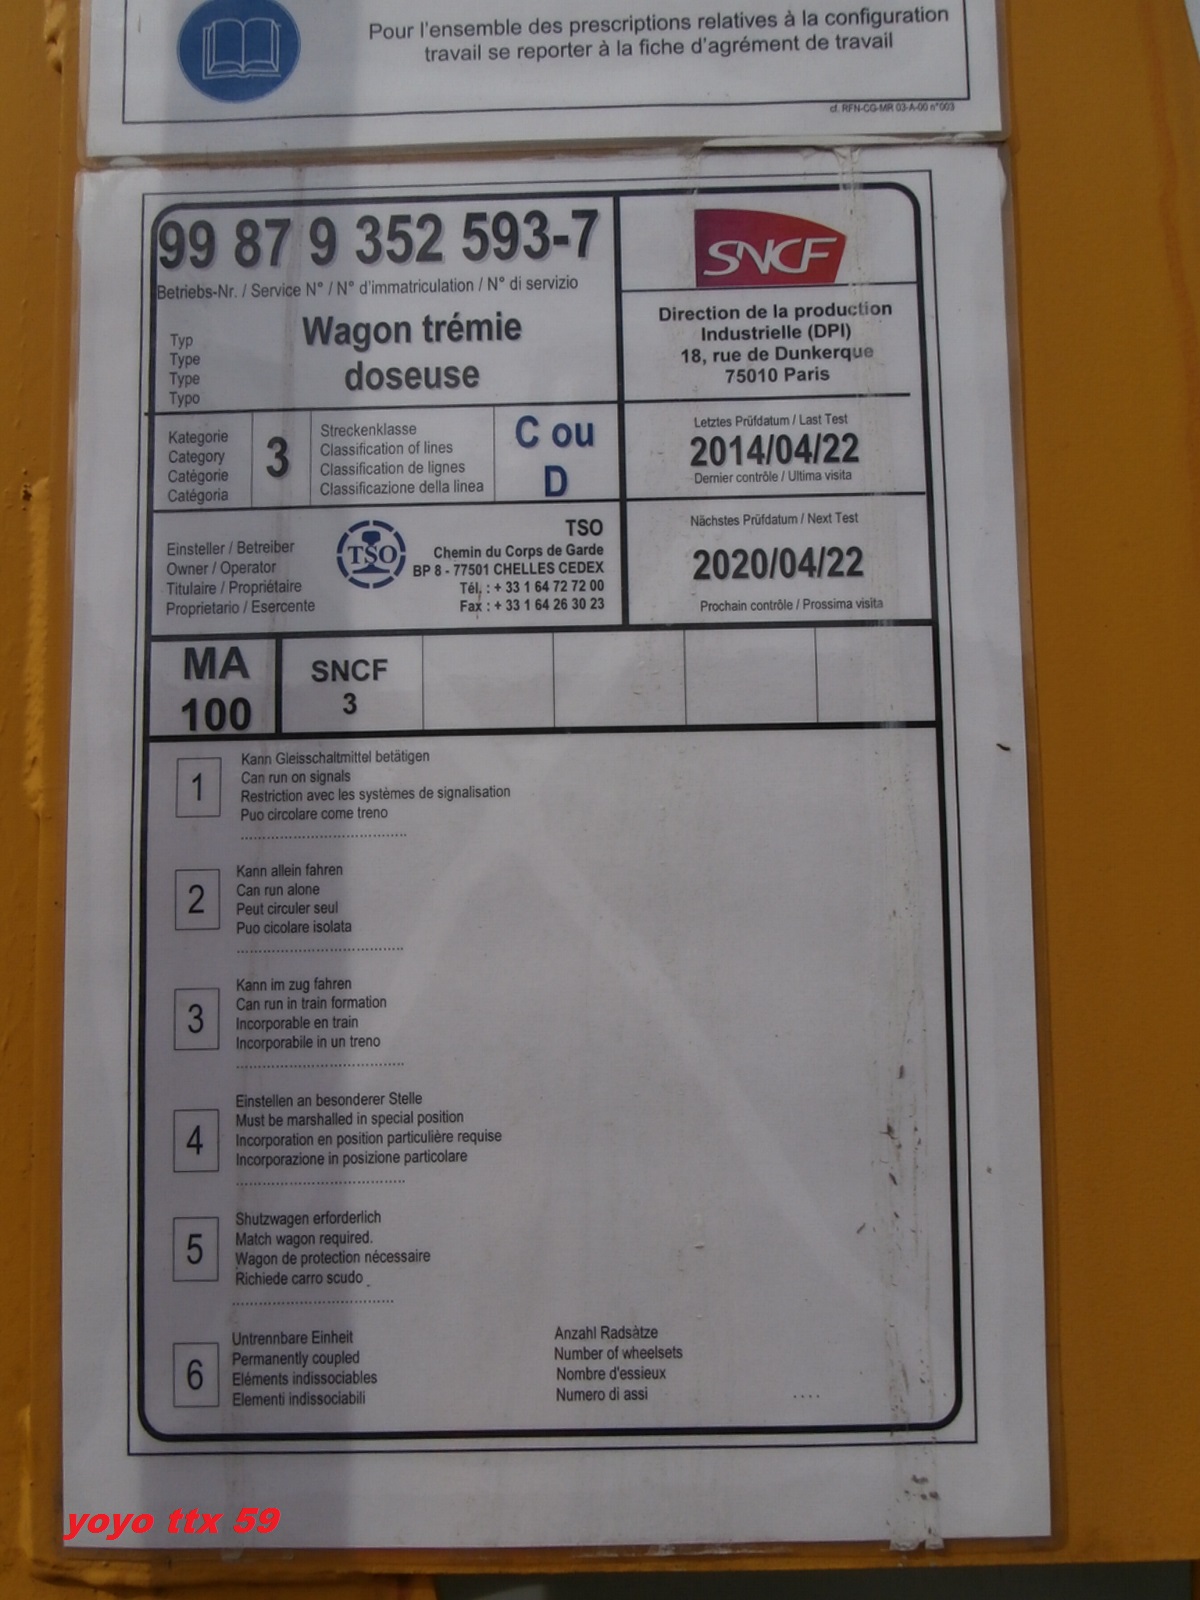 Pour l'ensemble des prescriptions relatives à la configuration
travail se reporter à la fiche d'agrément de travail
cf. RFN-CG-MR 03-A-00 n°003
99 87 9 352 593-7
Betriebs-Nr. / Service N° / N° d'immatriculation / N° di servizio
Typ
Type
Type
Typo
Wagon trémie
doseuse
SNCF
Direction de la production
Industrielle (DPI)
18, rue de Dunkerque
75010 Paris
Kategorie
Category
Catégorie
Catégoria
3
Streckenklasse
Classification of lines
Classification de lignes
Classificazione della linea
C ou
D
Letztes Prüfdatum / Last Test
2014/04/22
Dernier contrôle / Ultima visita
Einsteller / Betreiber
Owner / Operator
Titulaire / Propriétaire
Proprietario / Esercente
TSO
TSO
Chemin du Corps de Garde
BP 8 - 77501 CHELLES CEDEX
Tél. : + 33 1 64 72 72 00
Fax : + 33 1 64 26 30 23
Nächstes Prüfdatum / Next Test
2020/04/22
Prochain contrôle / Prossima visita
MA
100
SNCF
3
1
Kann Gleisschaltmittel betätigen
Can run on signals
Restriction avec les systèmes de signalisation
Puo circolare come treno
2
Kann allein fahren
Can run alone
Peut circuler seul
Puo cicolare isolata
3
Kann im zug fahren
Can run in train formation
Incorporable en train
Incorporabile in un treno
4
Einstellen an besonderer Stelle
Must be marshalled in special position
Incorporation en position particulière requise
Incorporazione in posizione particolare
5
Shutzwagen erforderlich
Match wagon required.
Wagon de protection nécessaire
Richiede carro scudo
6
Untrennbare Einheit
Permanently coupled
Eléments indissociables
Elementi indissociabili
Anzahl Radsàtze
Number of wheelsets
Nombre d'essieux
Numero di assi ....
yoyo ttx 59